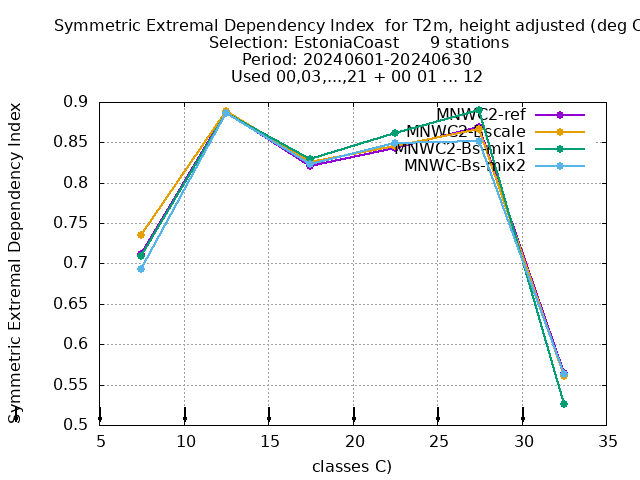 Symmetric Extremal Dependency Index for T2m, height adjusted (deg
Selection: EstoniaCoast 9 stations
Period: 20240601-20240630
Used 00,03,...,21 + 00 01 ... 12
Symmetric Extremal Dependency Index
0.9
0.85
0.8
0.75
0.7
0.65
0.6
0.55
0.5
MNWC2-ref
MNWC2-Bscale
MNWC2-Bs-mix1
MNWC-Bs-mix2
5 10 15 20 25 30 35
classes C)